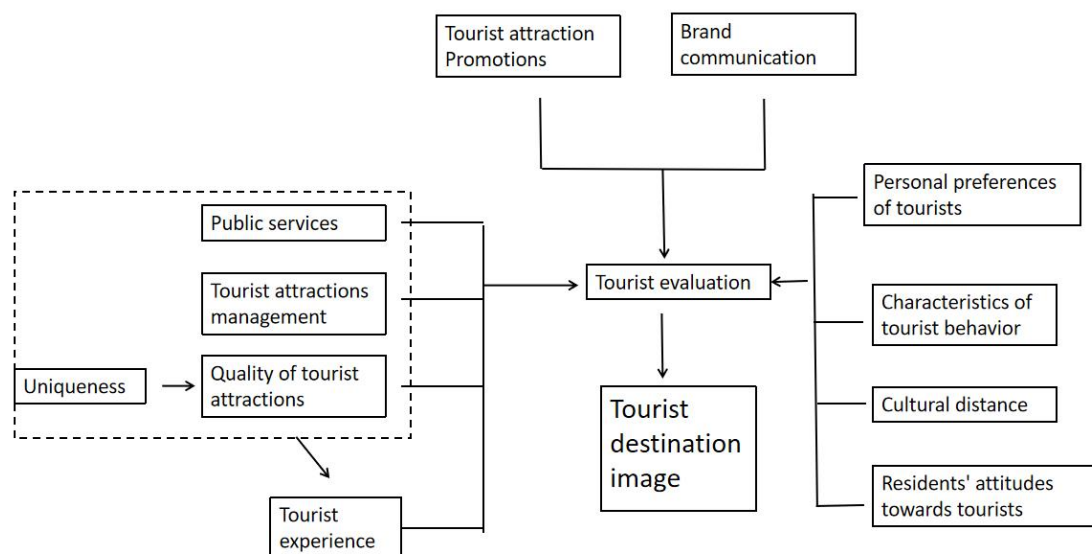 Tourist attraction
Promotions
Brand
communication
Personal preferences
of tourists
Public services
Tourist evaluation
Tourist attractions
management
Characteristics of
tourist behavior
Uniqueness
Quality of tourist
attractions
Tourist
destination
image
Cultural distance
Residents' attitudes
towards tourists
Tourist
experience